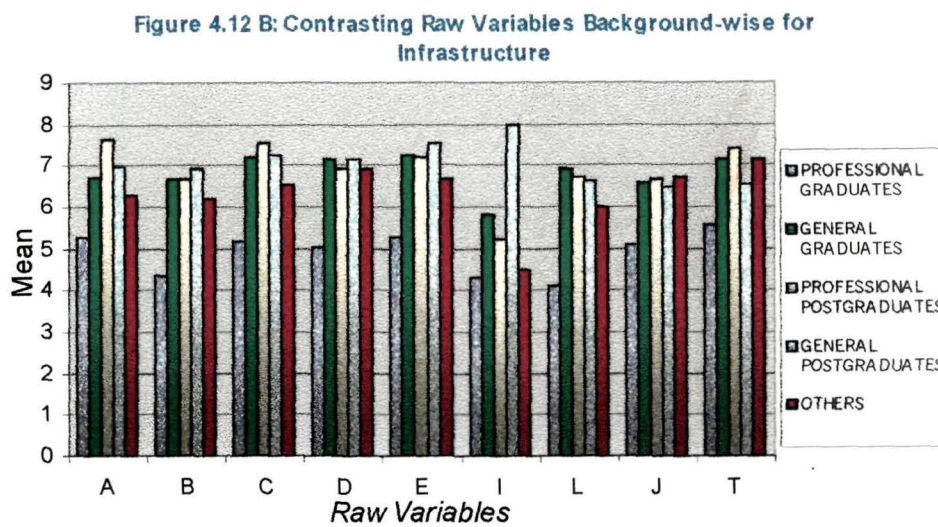 Figure 4.12 B: Contrasting Raw Variables Background-wise for
Infrastructure
9
8
7
6
5
4
3
2
1
0
Mean
A B C D E I L J T
Raw Variables
PROFESSIONAL
GRADUATES
GENERAL
GRADUATES
PROFESSIONAL
POSTGRADUATES
GENERAL
POSTGRADUATES
OTHERS